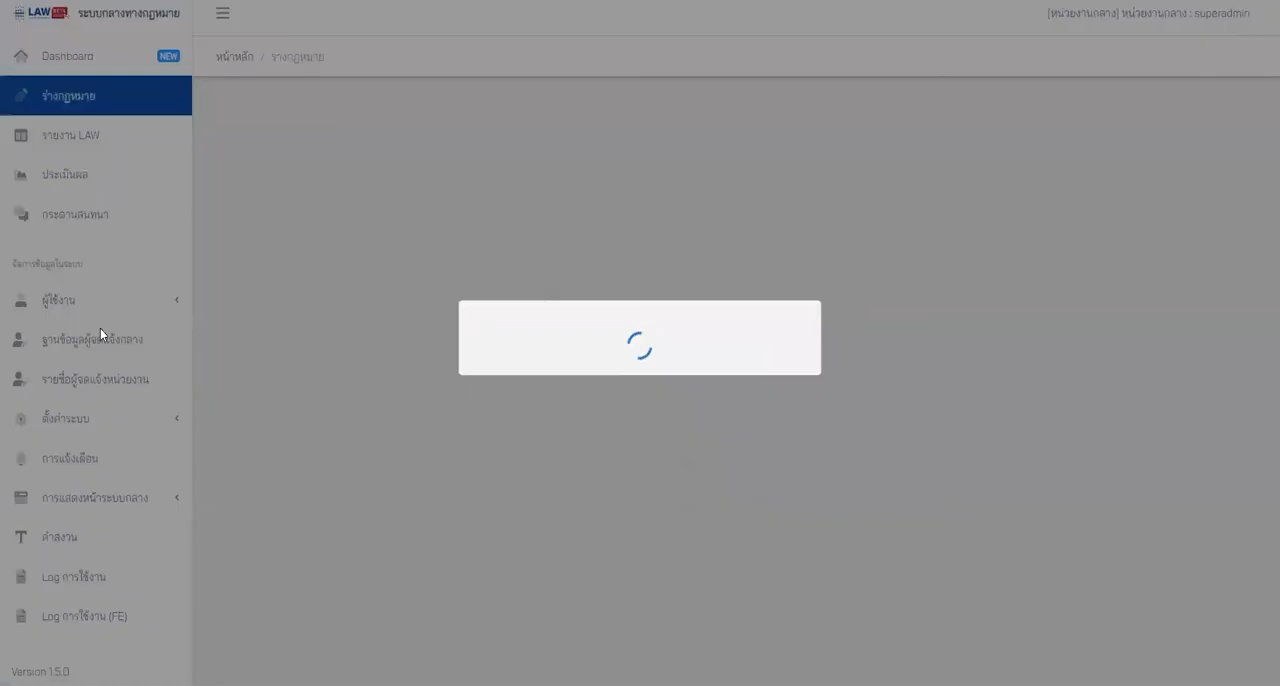 LAW BETA ระบบกลางทางกฎหมาย
[หน่วยงานกลาง] หน่วยงานกลาง : superadmin
Dashboard NEW
หน้าหลัก / ร่างกฎหมาย
ร่างกฎหมาย
รายงาน LAW
ประเมินผล
กระดานสนทนา
จัดการข้อมูลในระบบ
ผู้ใช้งาน
ฐานข้อมูลผู้จดแจ้งกลาง
รายชื่อผู้จดแจ้งหน่วยงาน
ตั้งค่าระบบ
การแจ้งเตือน
การแสดงหน้าระบบกลาง
คำสงวน
Log การใช้งาน
Log การใช้งาน (FE)
Version 1.5.0